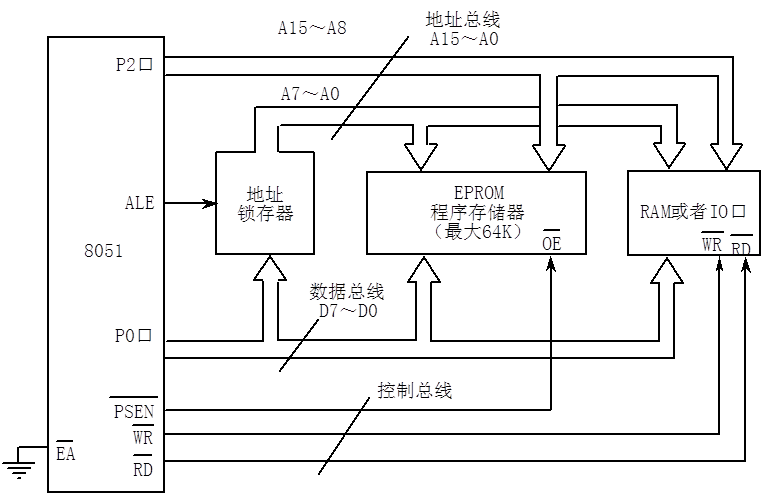 A15～A8
地址总线
A15～A0
P2口
A7～A0
ALE
地址
锁存器
EPROM
程序存储器
（最大64K）
OE
RAM或者IO口
WR RD
8051
数据总线
D7～D0
P0口
控制总线
PSEN
WR
EA
RD